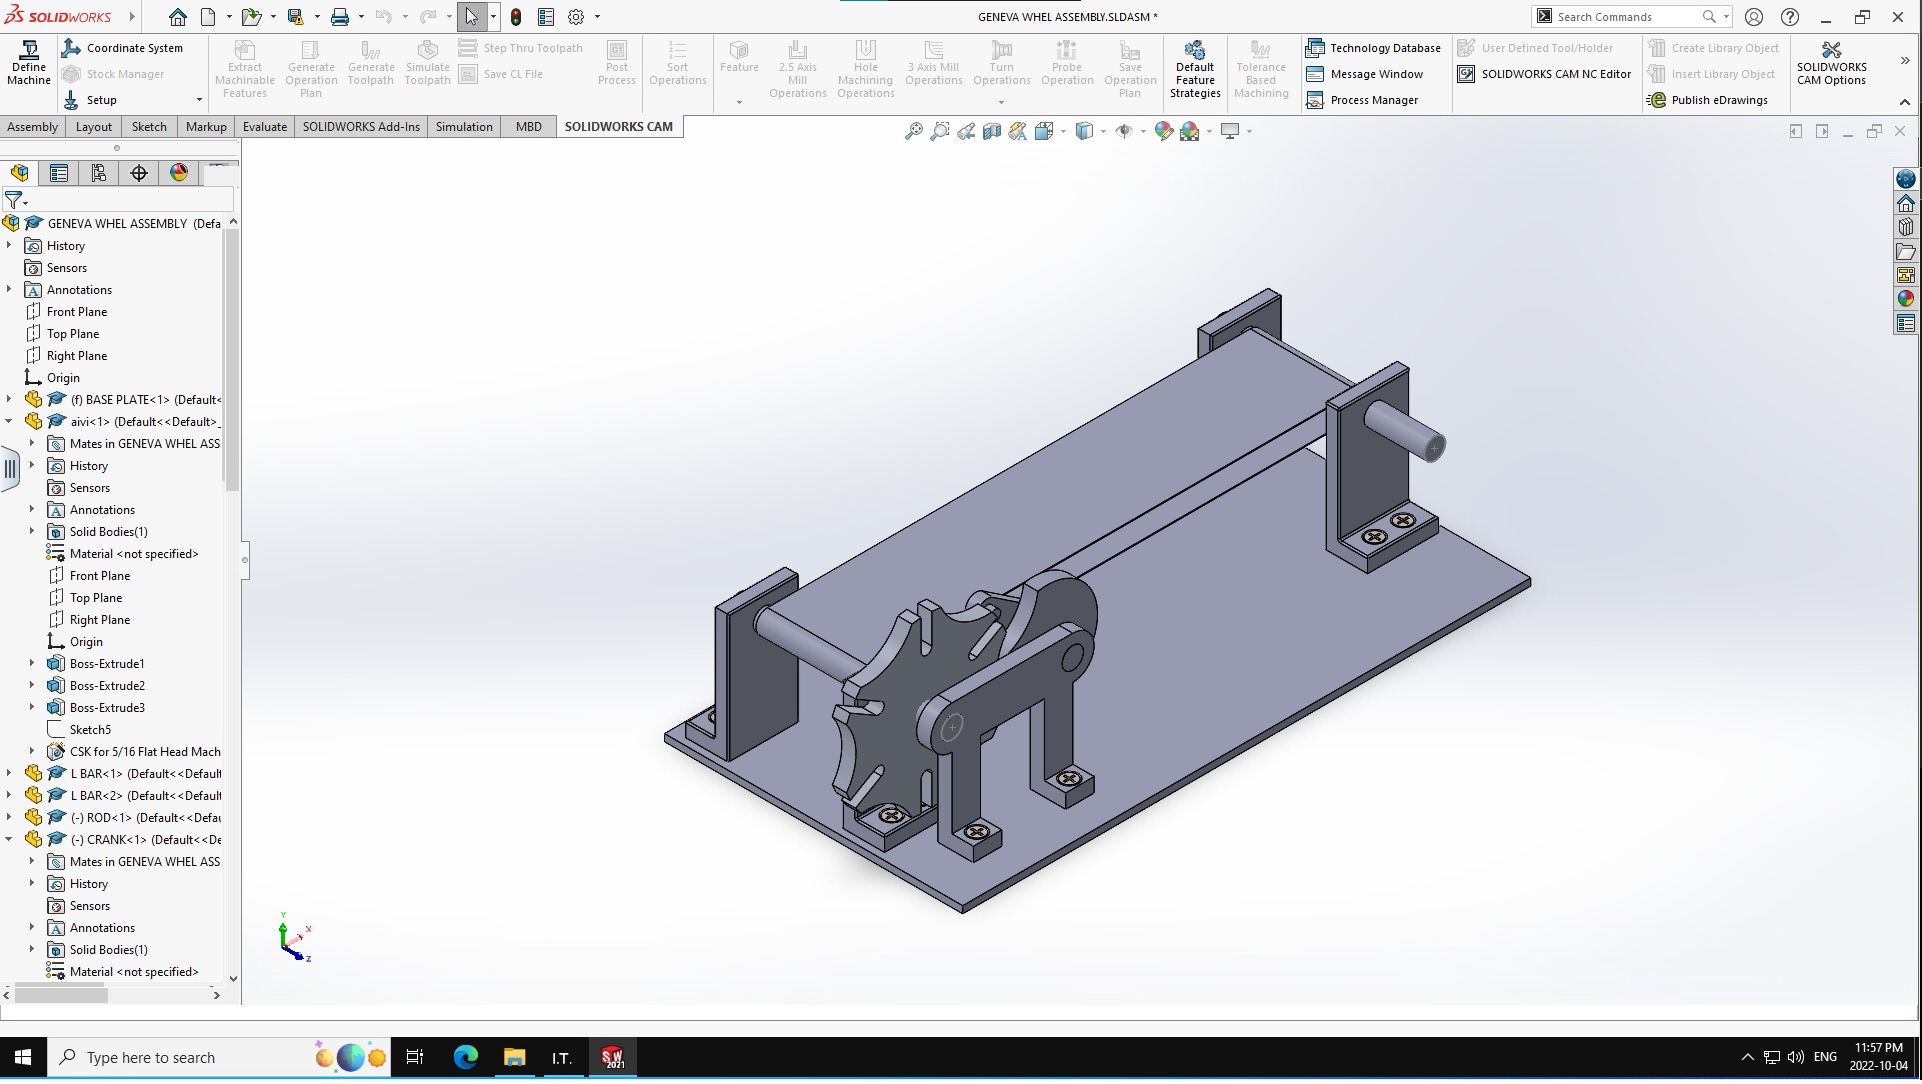 SOLIDWORKS
GENEVA WHEL ASSEMBLY.SLDASM *
Search Commands
Define Machine
Coordinate System
Stock Manager
Setup
Extract Machinable Features
Generate Operation Plan
Generate Toolpath
Simulate Toolpath
Step Thru Toolpath
Save CL File
Post Process
Sort Operations
Feature
2.5 Axis Mill Operations
Hole Machining Operations
3 Axis Mill Operations
Turn Operations
Probe Operation
Save Operation Plan
Default Feature Strategies
Tolerance Based Machining
Technology Database
Message Window
Process Manager
User Defined Tool/Holder
SOLIDWORKS CAM NC Editor
Create Library Object
Insert Library Object
Publish eDrawings
SOLIDWORKS CAM Options
Assembly
Layout
Sketch
Markup
Evaluate
SOLIDWORKS Add-Ins
Simulation
MBD
SOLIDWORKS CAM
GENEVA WHEL ASSEMBLY (Defa
History
Sensors
Annotations
Front Plane
Top Plane
Right Plane
Origin
(f) BASE PLATE<1> (Default<
aivi<1> (Default<<Default>_
Mates in GENEVA WHEL ASS
History
Sensors
Annotations
Solid Bodies(1)
Material <not specified>
Front Plane
Top Plane
Right Plane
Origin
Boss-Extrude1
Boss-Extrude2
Boss-Extrude3
Sketch5
CSK for 5/16 Flat Head Mach
L BAR<1> (Default<<Default
L BAR<2> (Default<<Default
(-) ROD<1> (Default<<Defau
(-) CRANK<1> (Default<<De
Mates in GENEVA WHEL ASS
History
Sensors
Annotations
Solid Bodies(1)
Material <not specified>
Y
X
Z
Type here to search
I.T.
SW
2021
ENG
11:57 PM
2022-10-04